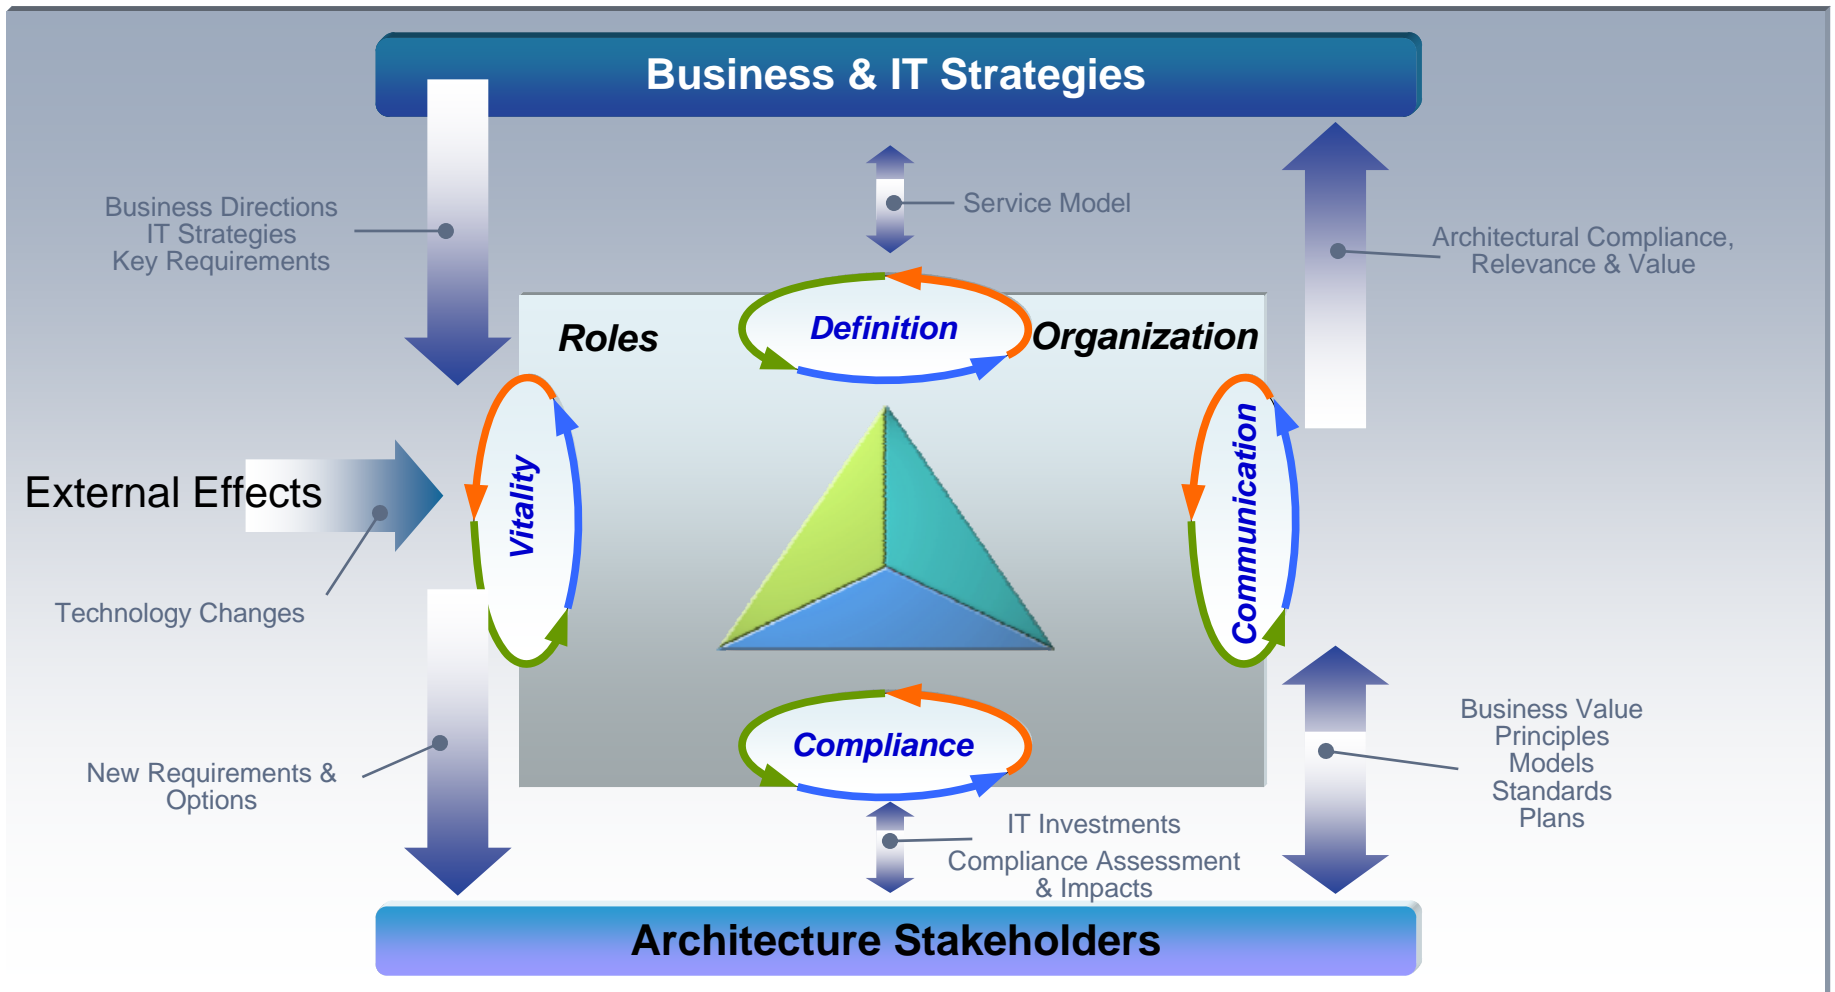 Business & IT Strategies
Business Directions
IT Strategies
Key Requirements
Service Model
Architectural Compliance,
Relevance & Value
Roles
Definition
Organization
External Effects
Vitality
Communication
Technology Changes
New Requirements &
Options
Compliance
Business Value
Principles
Models
Standards
Plans
IT Investments
Compliance Assessment
& Impacts
Architecture Stakeholders